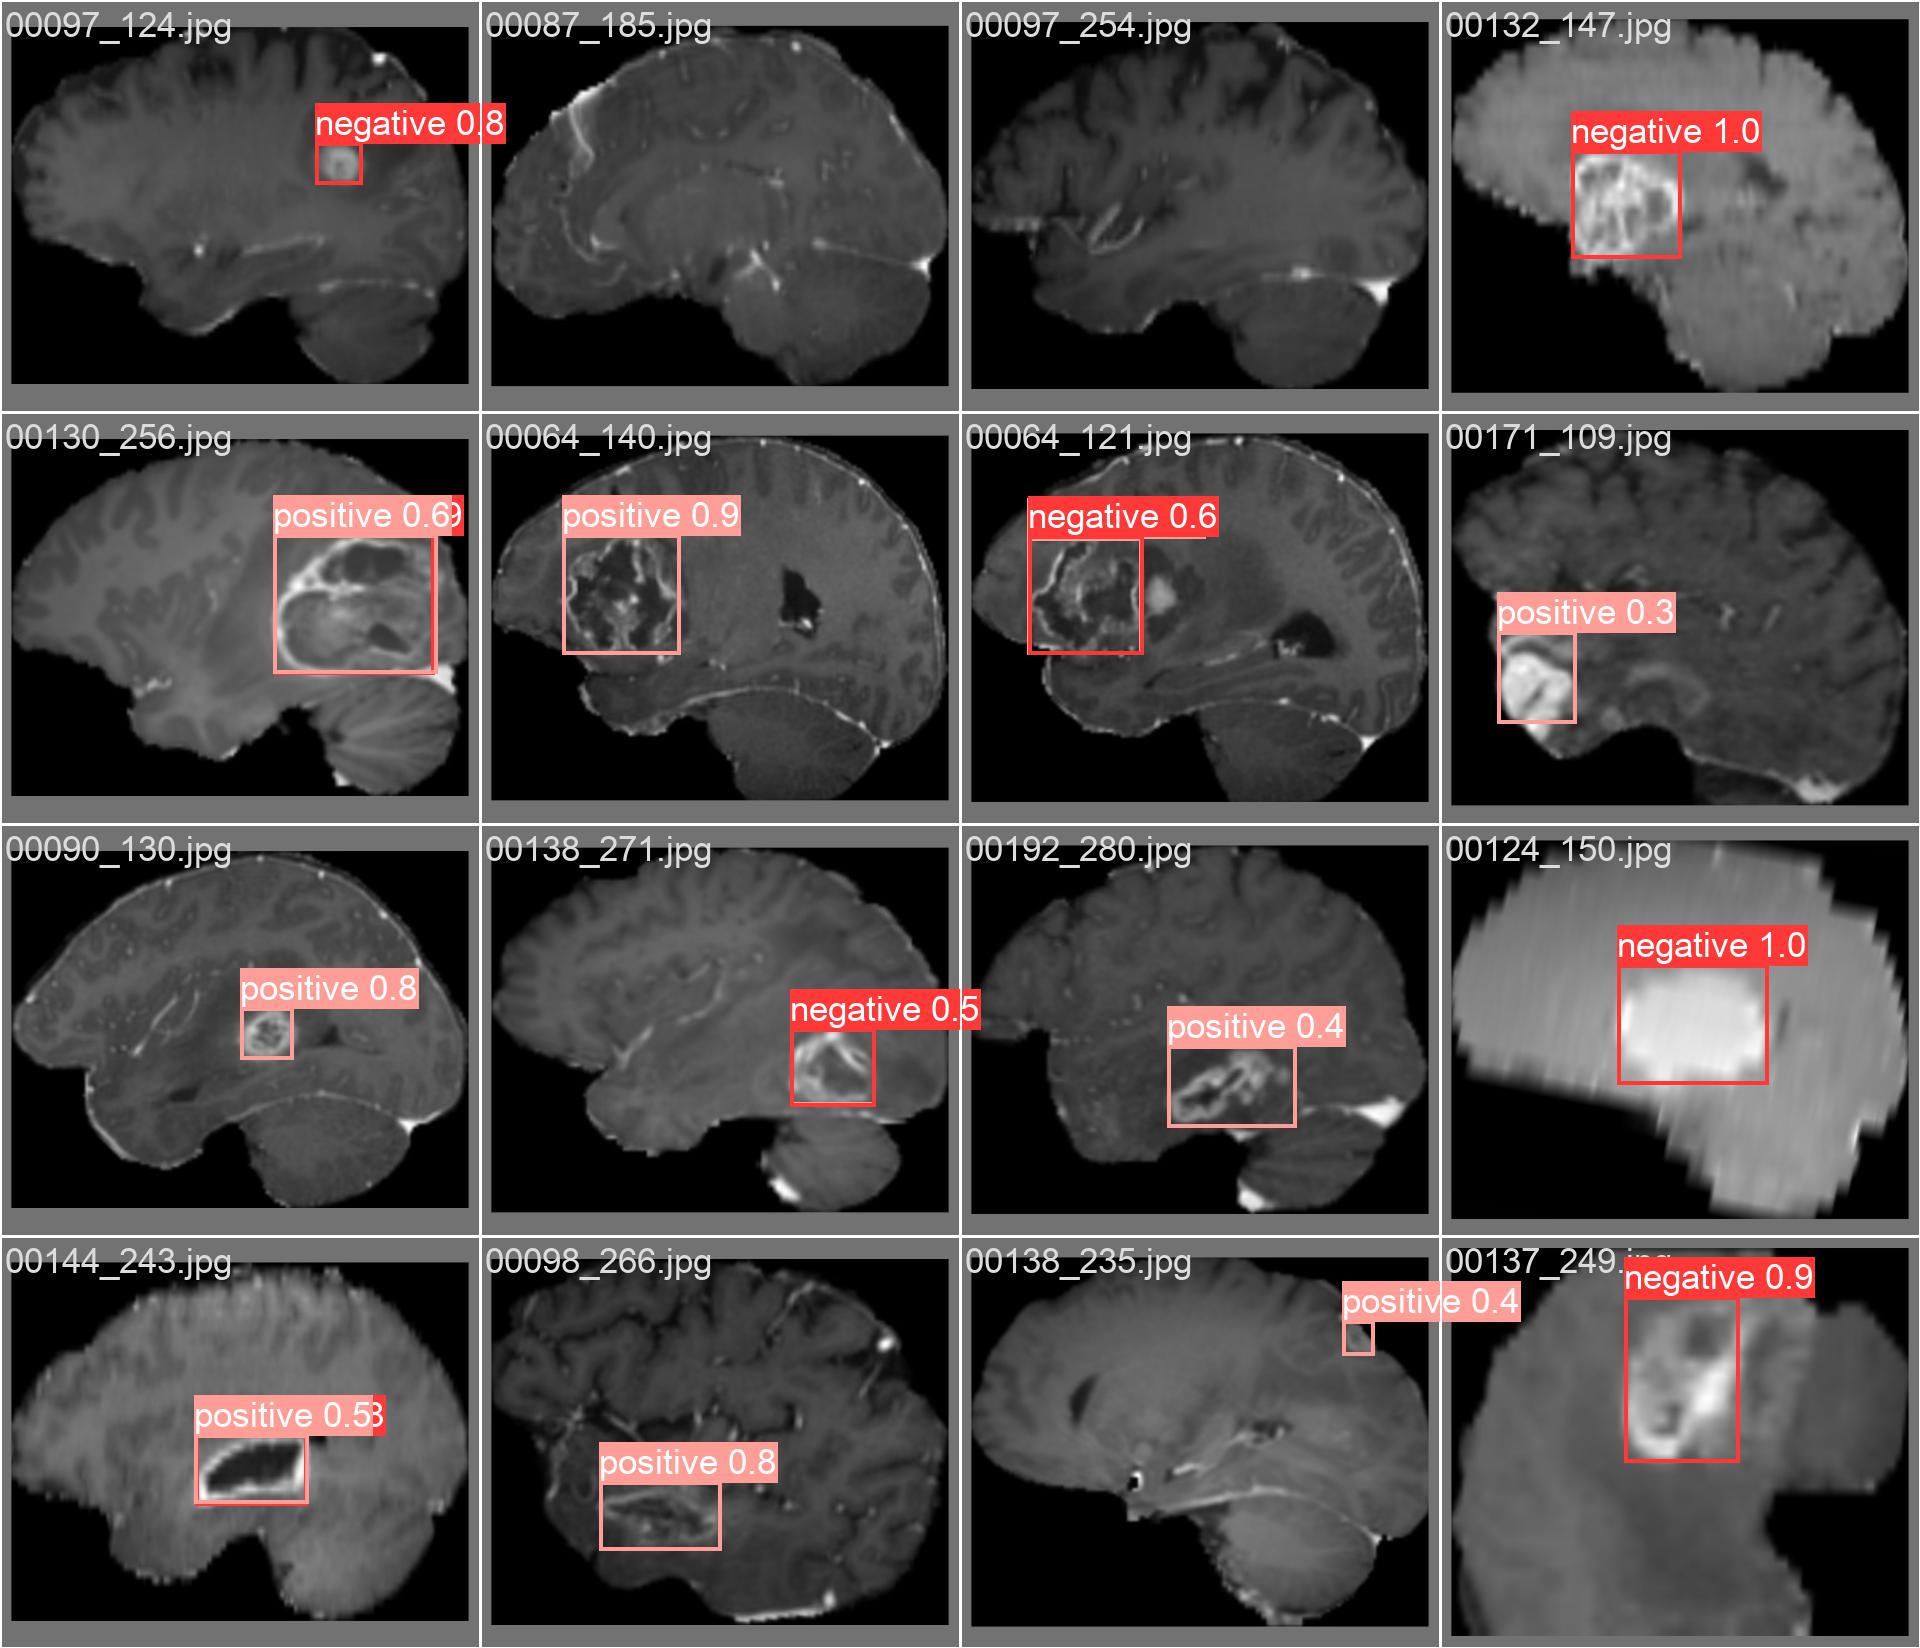 00097_124.jpg
negative 0.8
00087_185.jpg
00097_254.jpg
00132_147.jpg
negative 1.0
00130_256.jpg
positive 0.6
00064_140.jpg
positive 0.9
00064_121.jpg
negative 0.6
00171_109.jpg
positive 0.3
00090_130.jpg
positive 0.8
00138_271.jpg
negative 0.5
00192_280.jpg
positive 0.4
00124_150.jpg
negative 1.0
00144_243.jpg
positive 0.5
00098_266.jpg
positive 0.8
00138_235.jpg
positive 0.4
00137_249.jpg
negative 0.9